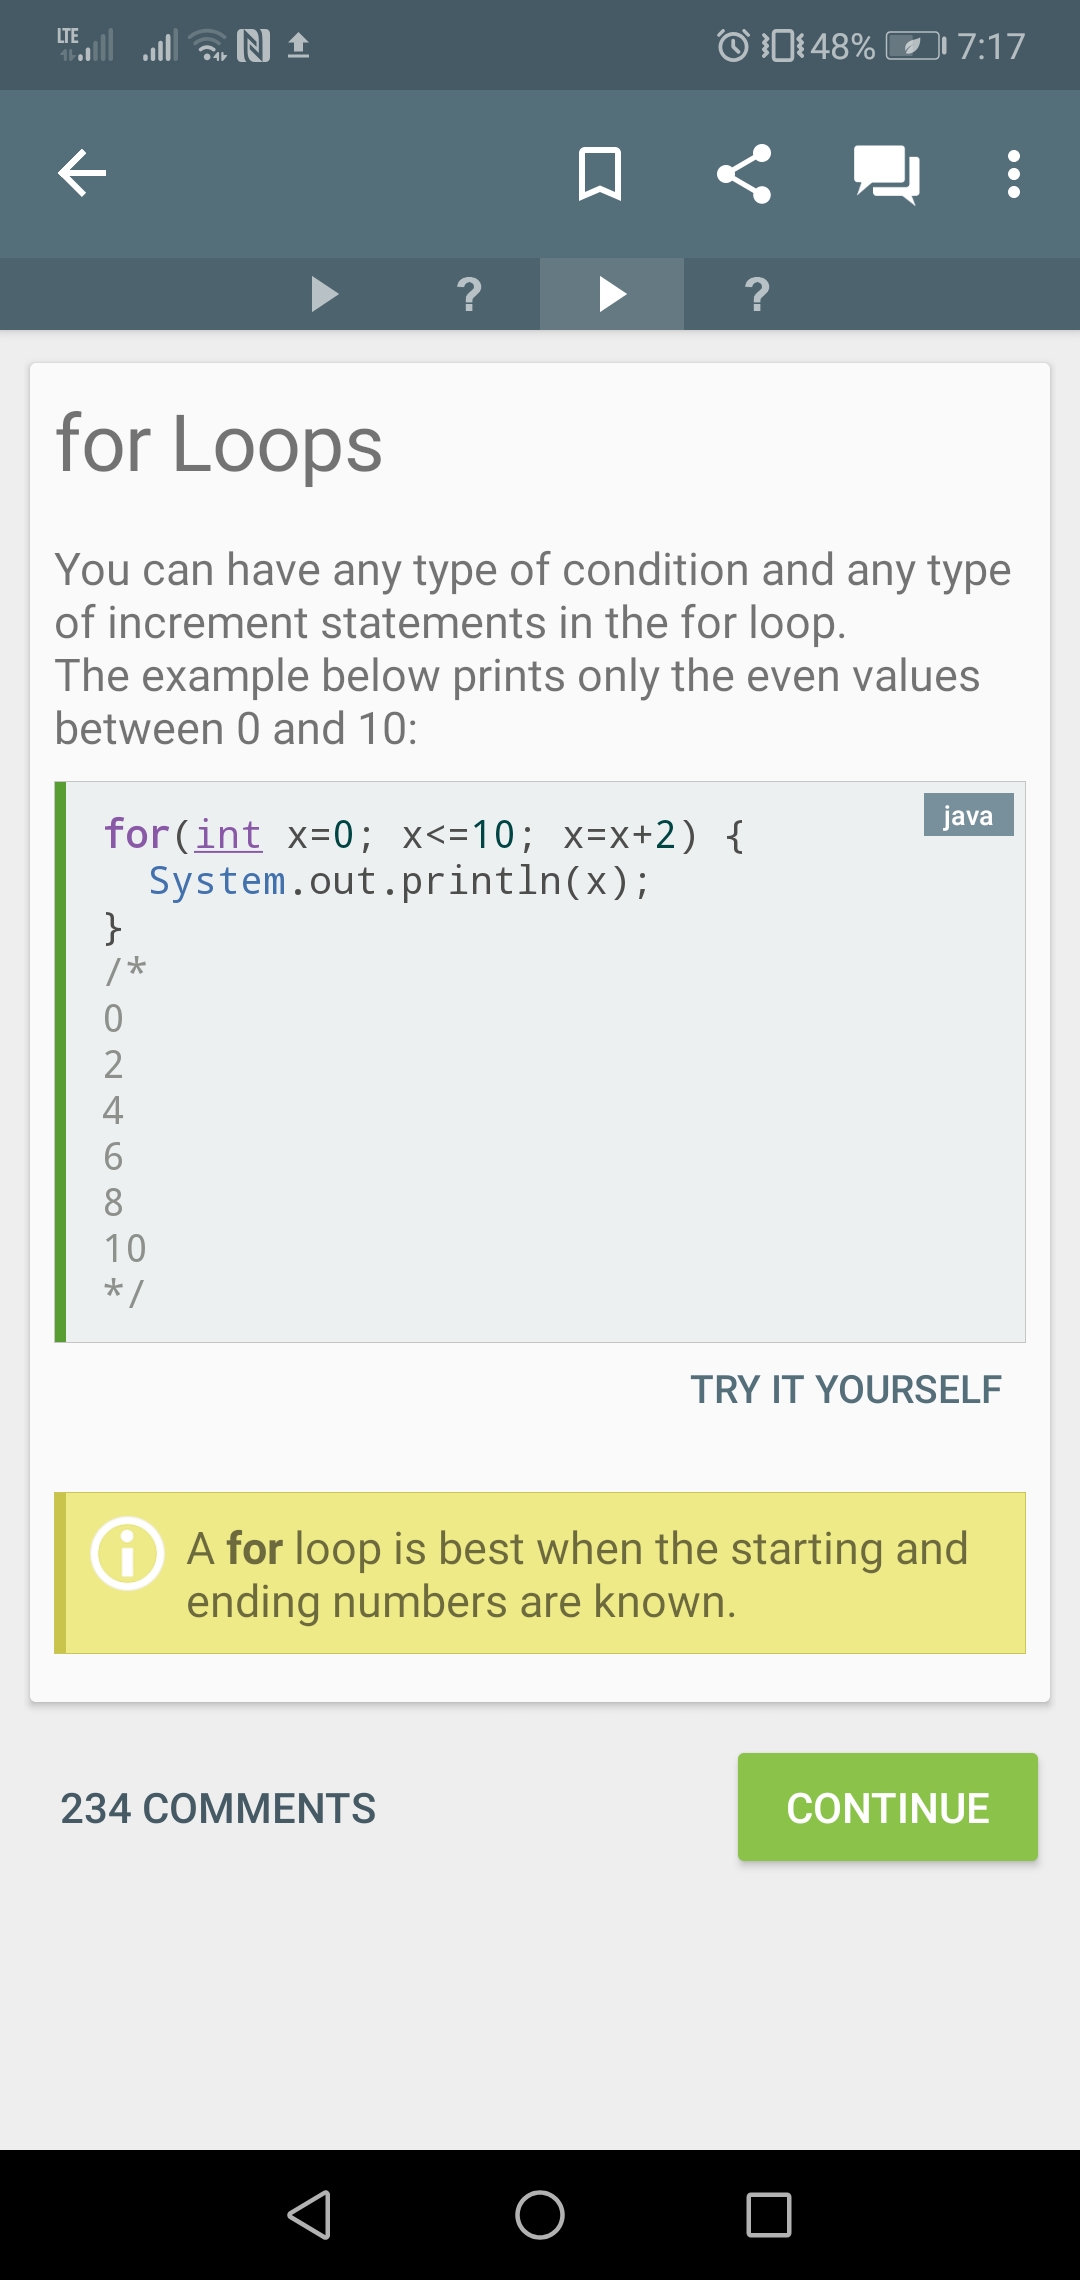 LTE 48% 7:17
? ?
for Loops
You can have any type of condition and any type
of increment statements in the for loop.
The example below prints only the even values
between 0 and 10:
java
for(int x=0; x<=10; x=x+2) {
  System.out.println(x);
}
/*
0
2
4
6
8
10
*/
TRY IT YOURSELF
A for loop is best when the starting and
ending numbers are known.
234 COMMENTS
CONTINUE